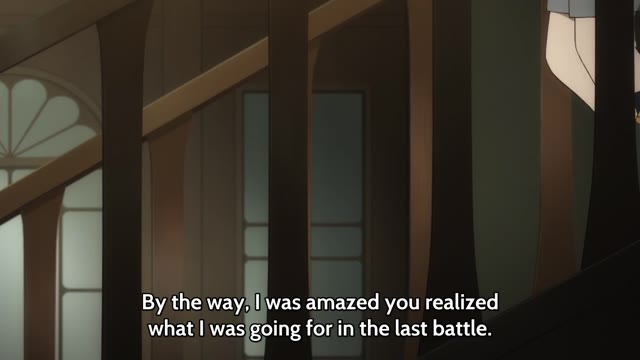 By the way, I was amazed you realized
what I was going for in the last battle.